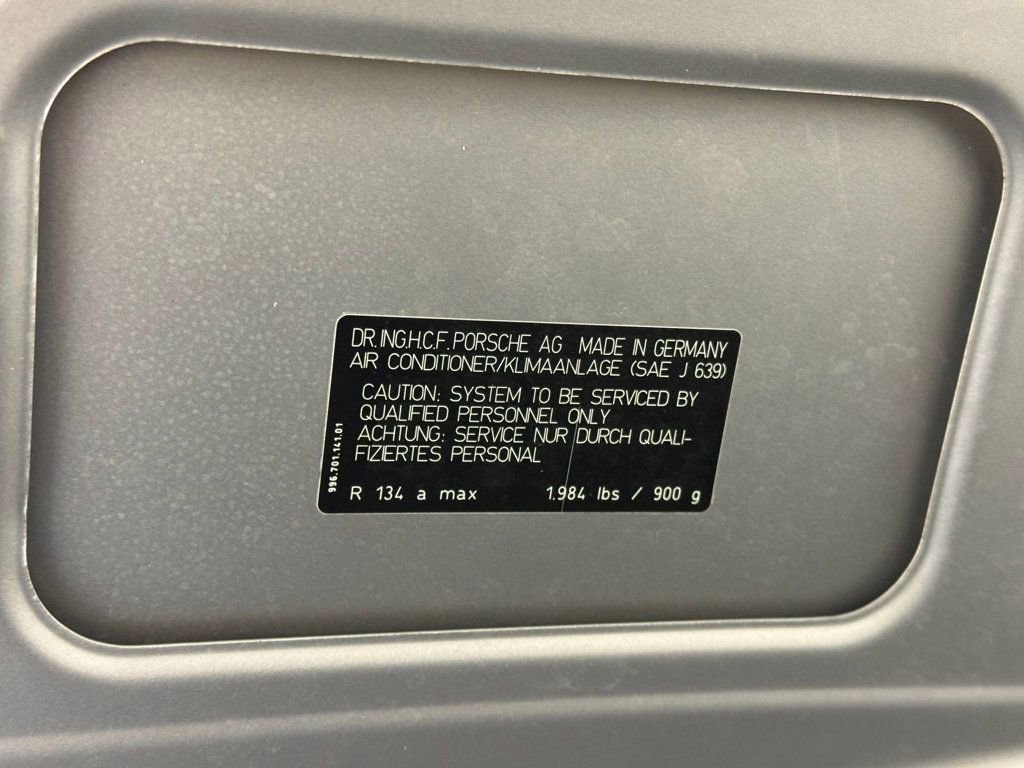 DR.ING.H.C.F.PORSCHE AG MADE IN GERMANY
AIR CONDITIONER/KLIMAANLAGE (SAE J 639)
CAUTION: SYSTEM TO BE SERVICED BY
QUALIFIED PERSONNEL ONLY
ACHTUNG: SERVICE NUR DURCH QUALI-
FIZIERTES PERSONAL
R 134 a max 1.984 lbs / 900 g
996.701.141.01